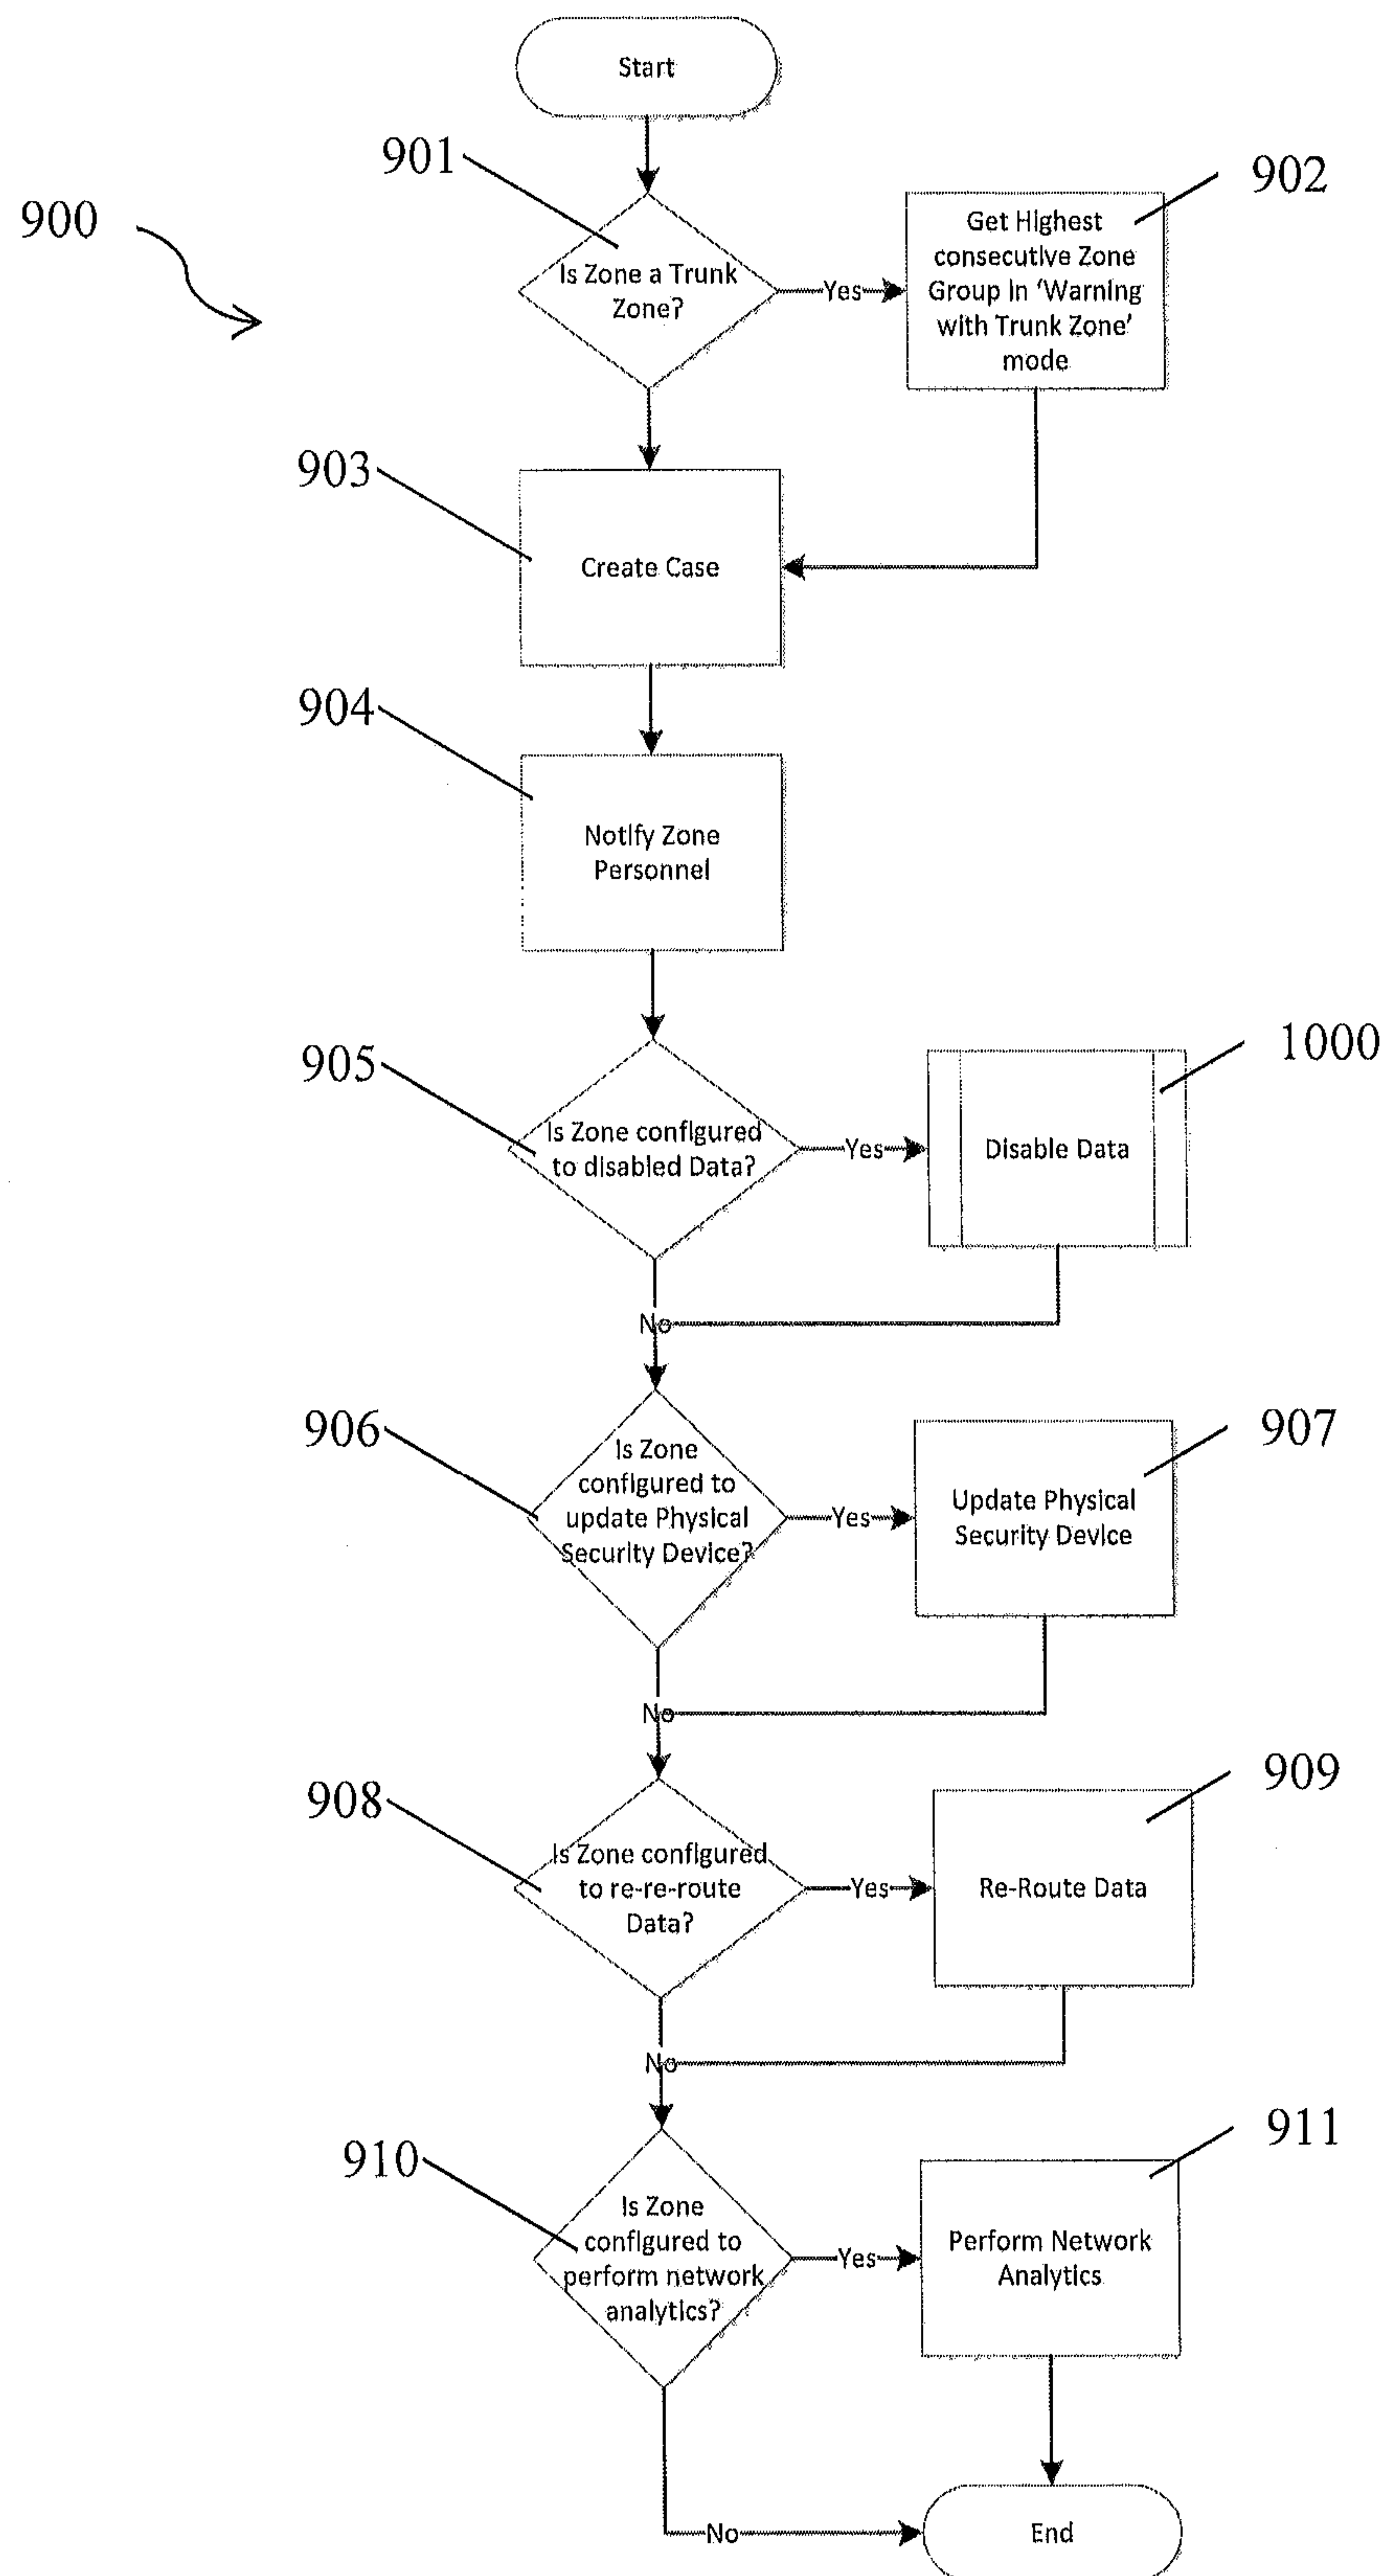 Start
901
902
900
Is Zone a Trunk
Zone?
Yes
Get Highest
consecutive Zone
Group in 'Warning
with Trunk Zone'
mode
903
Create Case
904
Notify Zone
Personnel
905
1000
Is Zone configured
to disabled Data?
Yes
Disable Data
No
906
907
Is Zone
configured to
update Physical
Security Device?
Yes
Update Physical
Security Device
No
908
909
Is Zone configured
to re-re-route
Data?
Yes
Re-Route Data
No
910
911
Is Zone
configured to
perform network
analytics?
Yes
Perform Network
Analytics
No
End